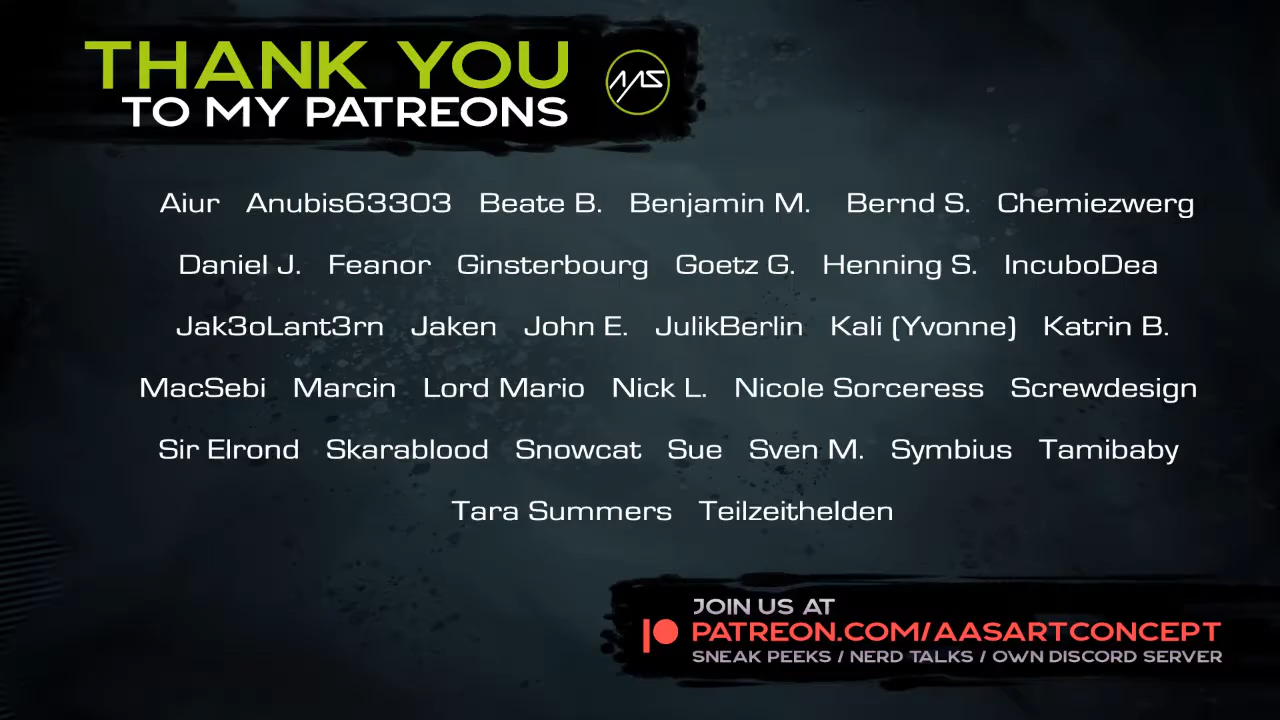 THANK YOU
TO MY PATREONS
AAS
Aiur Anubis63303 Beate B. Benjamin M. Bernd S. Chemiezwerg
Daniel J. Feanor Ginsterbourg Goetz G. Henning S. IncuboDea
Jak3oLant3rn Jaken John E. JulikBerlin Kali (Yvonne) Katrin B.
MacSebi Marcin Lord Mario Nick L. Nicole Sorceress Screwdesign
Sir Elrond Skarablood Snowcat Sue Sven M. Symbius Tamibaby
Tara Summers Teilzeithelden
JOIN US AT
PATREON.COM/AASARTCONCEPT
SNEAK PEEKS / NERD TALKS / OWN DISCORD SERVER